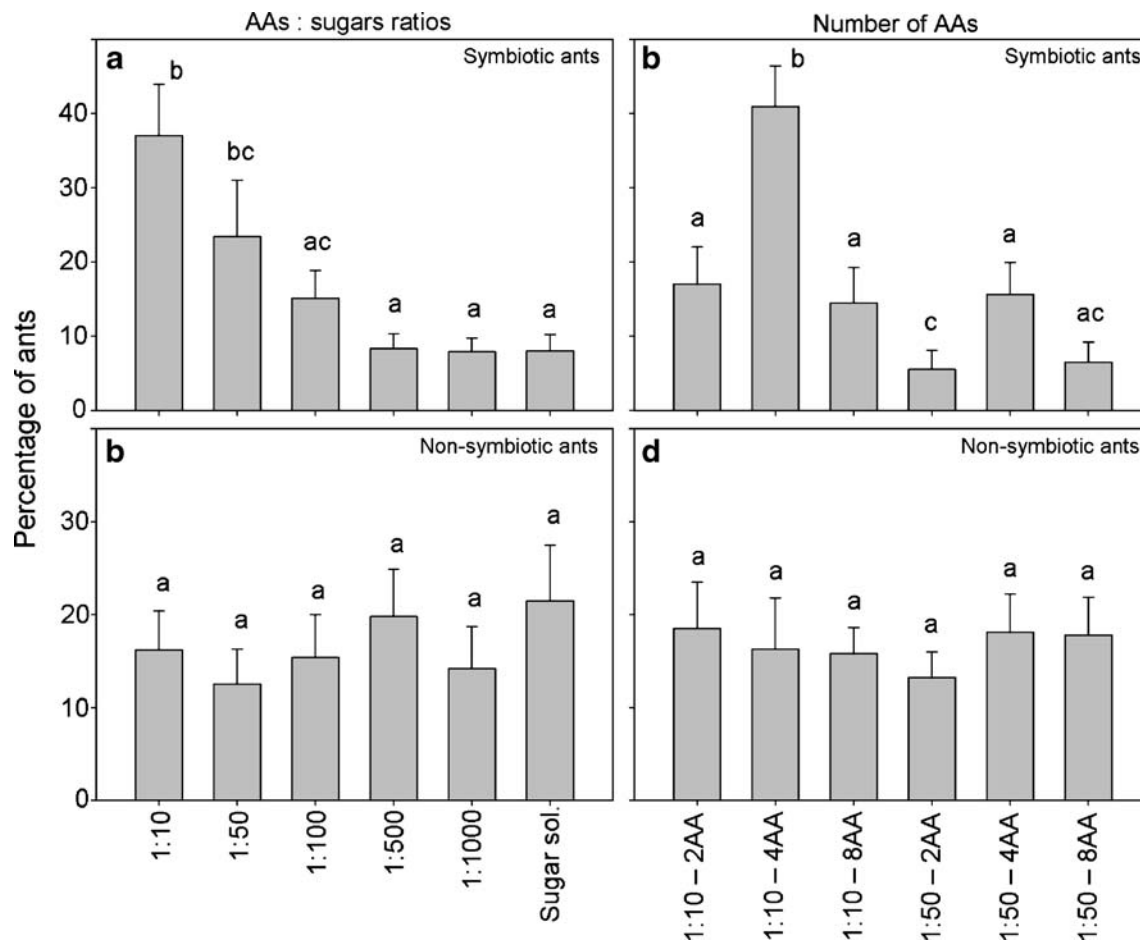 AAs : sugars ratios
Number of AAs
Percentage of ants
a
Symbiotic ants
40
30
20
10
0
b
bc
ac
a
a
a
b
Symbiotic ants
a
b
a
c
a
ac
b
Non-symbiotic ants
30
20
10
0
a
a
a
a
a
a
d
Non-symbiotic ants
a
a
a
a
a
a
1:10
1:50
1:100
1:500
1:1000
Sugar sol.
1:10 – 2AA
1:10 – 4AA
1:10 – 8AA
1:50 – 2AA
1:50 – 4AA
1:50 – 8AA